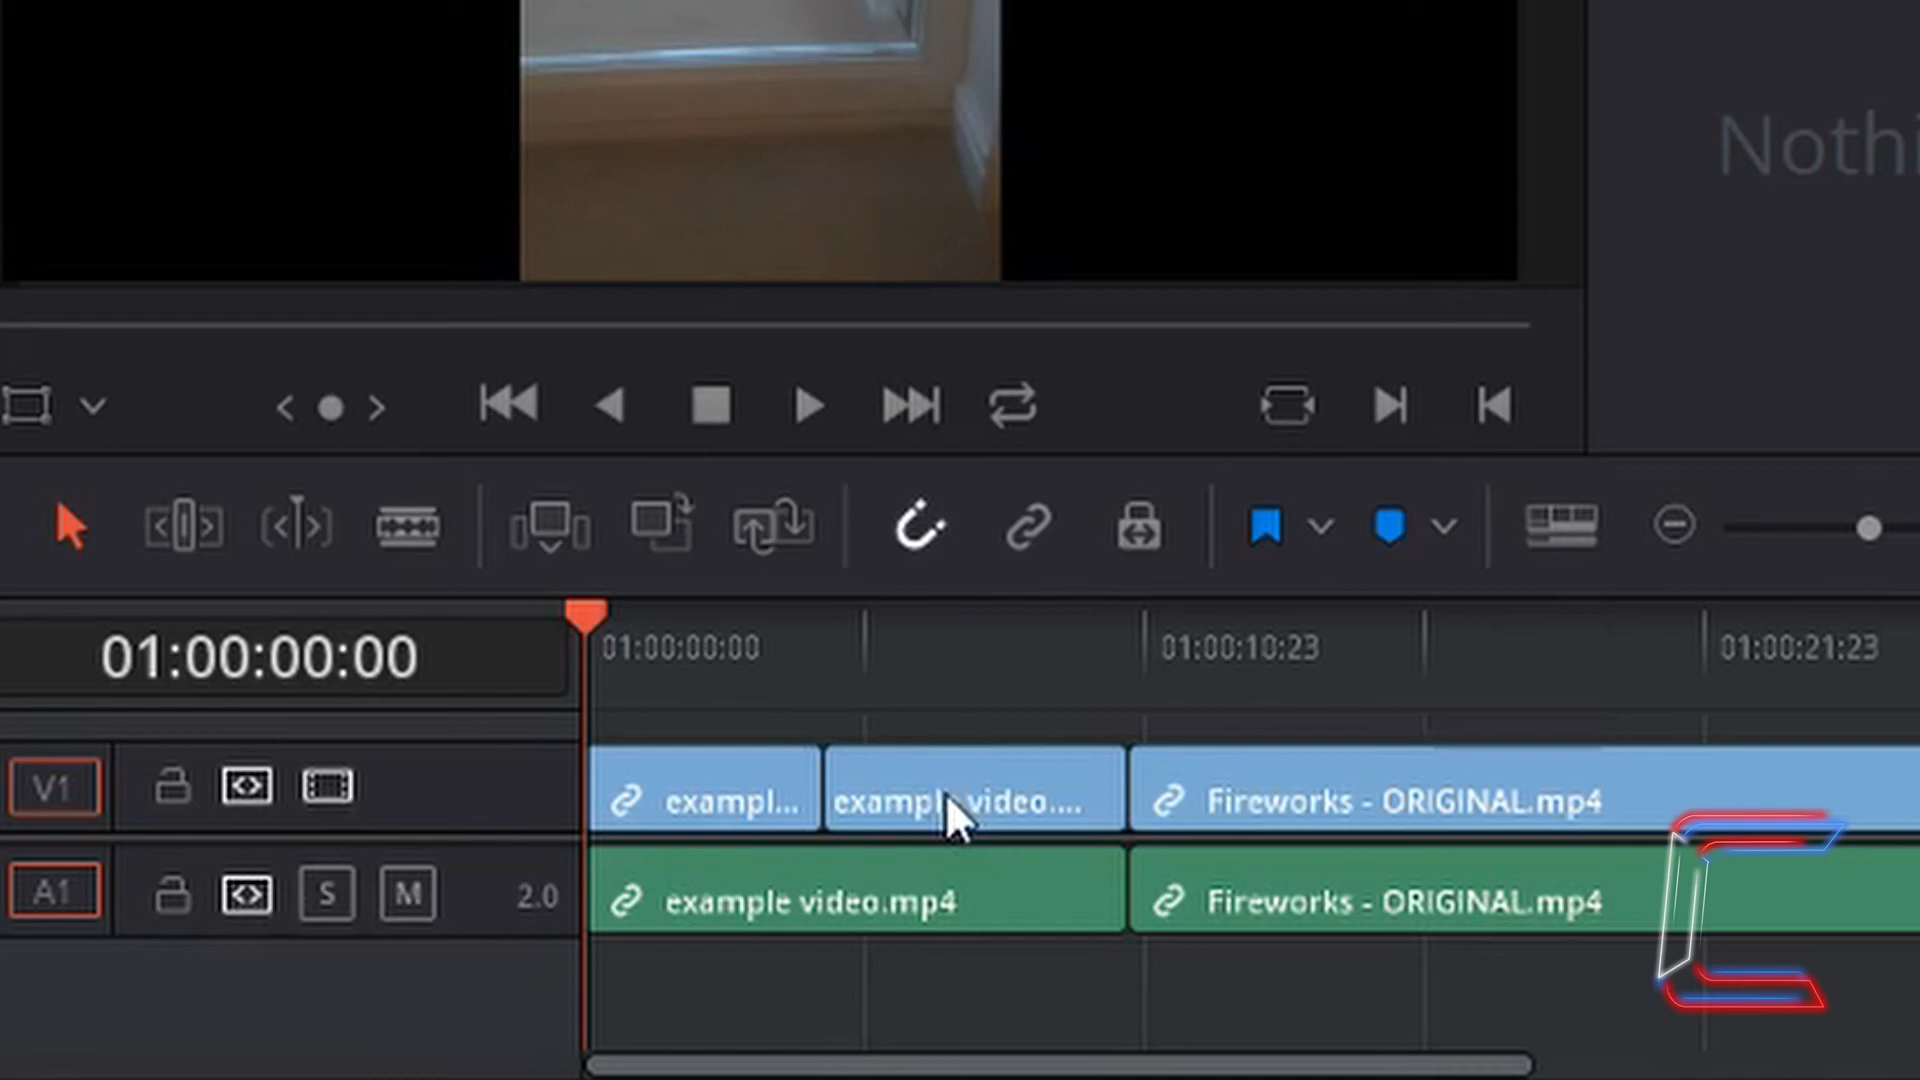 Nothi
01:00:00:00
01:00:00:00
01:00:10:23
01:00:21:23
V1
exampl...
example video....
Fireworks - ORIGINAL.mp4
A1
S
M
2.0
example video.mp4
Fireworks - ORIGINAL.mp4